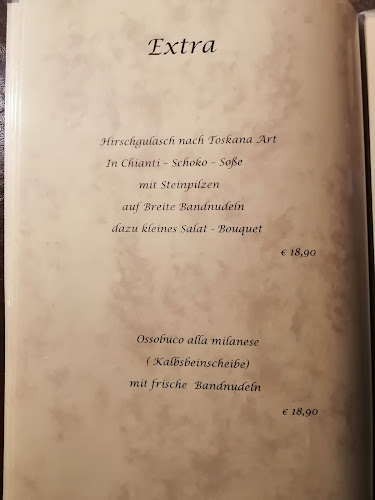 Extra
Hirschgulasch nach Toskana Art
In Chianti - Schoko - Soße
mit Steinpilzen
auf Breite Bandnudeln
dazu kleines Salat - Bouquet
€ 18,90
Ossobuco alla milanese
( Kalbsbeinscheibe)
mit frische Bandnudeln
€ 18,90